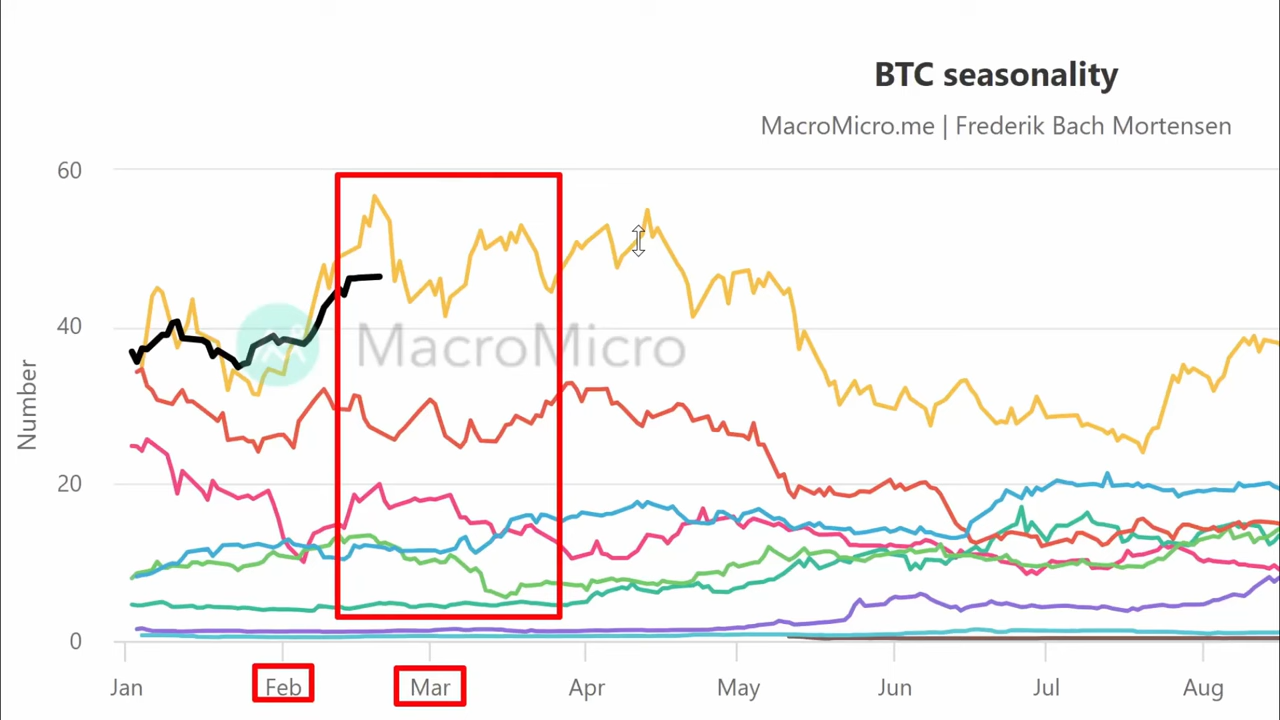 BTC seasonality
MacroMicro.me | Frederik Bach Mortensen
60
40
20
0
Number
MacroMicro
Jan Feb Mar Apr May Jun Jul Aug